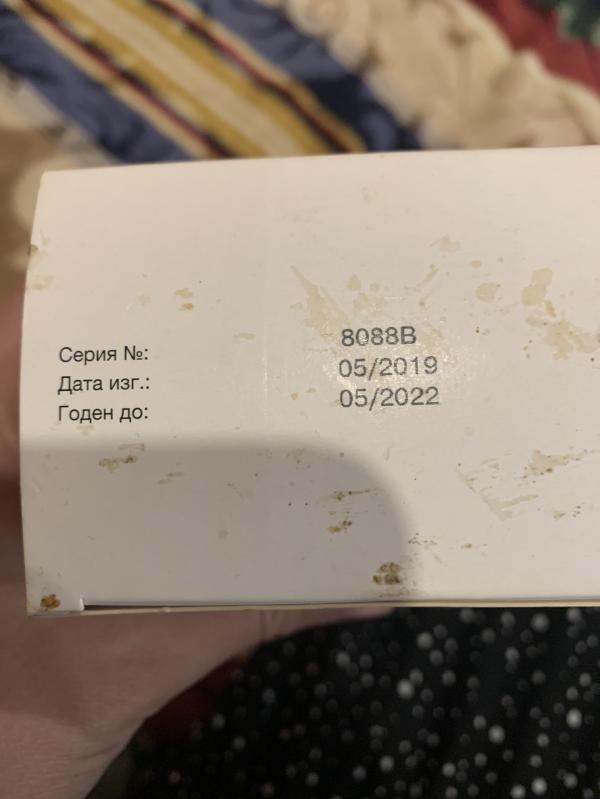 Серия №: 8088B
Дата изг.: 05/2019
Годен до: 05/2022